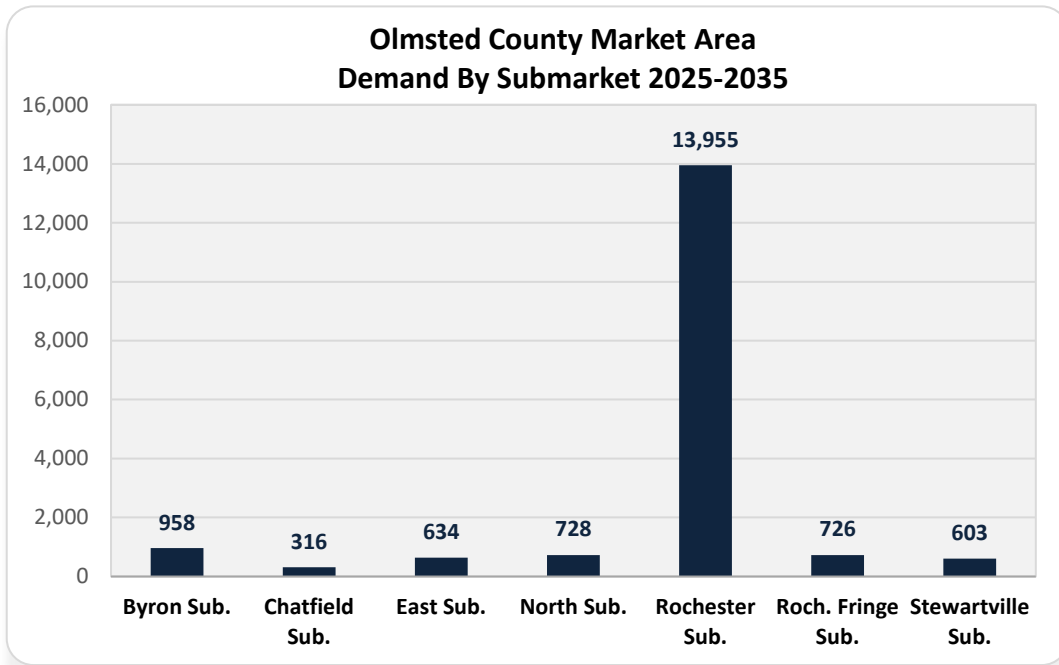 Olmsted County Market Area
Demand By Submarket 2025-2035
16,000
14,000
12,000
10,000
8,000
6,000
4,000
2,000
0
958
316
634
728
13,955
726
603
Byron Sub.
Chatfield
Sub.
East Sub.
North Sub.
Rochester
Sub.
Roch. Fringe
Sub.
Stewartville
Sub.